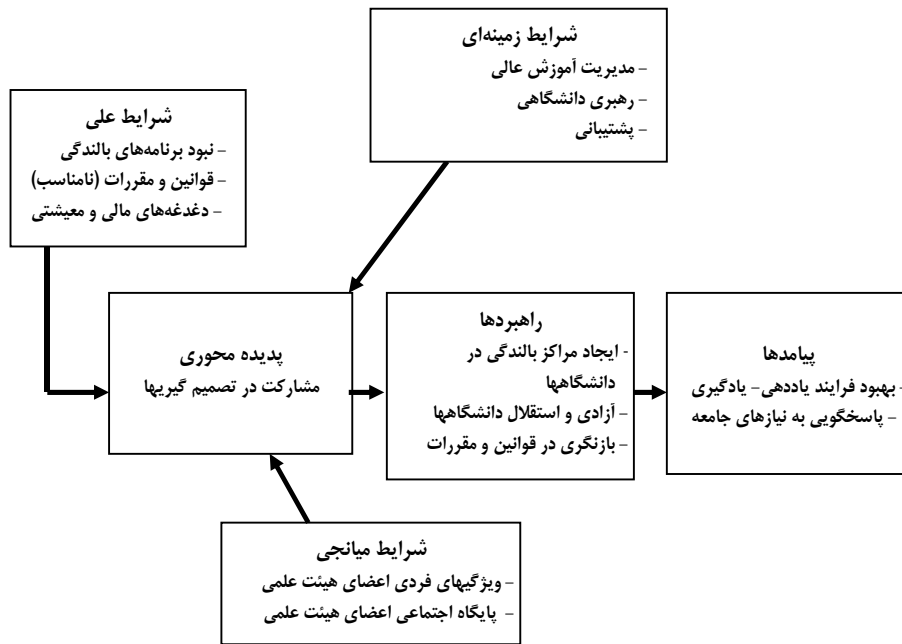 شرایط زمینه‌ای
- مدیریت آموزش عالی
- رهبری دانشگاهی
- پشتیبانی
شرایط علی
- نبود برنامه‌های بالندگی
- قوانین و مقررات (نامناسب)
- دغدغه‌های مالی و معیشتی
پدیده محوری
مشارکت در تصمیم گیریها
راهبردها
- ایجاد مراکز بالندگی در
دانشگاهها
- آزادی و استقلال دانشگاهها
- بازنگری در قوانین و مقررات
پیامدها
- بهبود فرایند یاددهی- یادگیری
- پاسخگویی به نیازهای جامعه
شرایط میانجی
- ویژگیهای فردی اعضای هیئت علمی
- پایگاه اجتماعی اعضای هیئت علمی